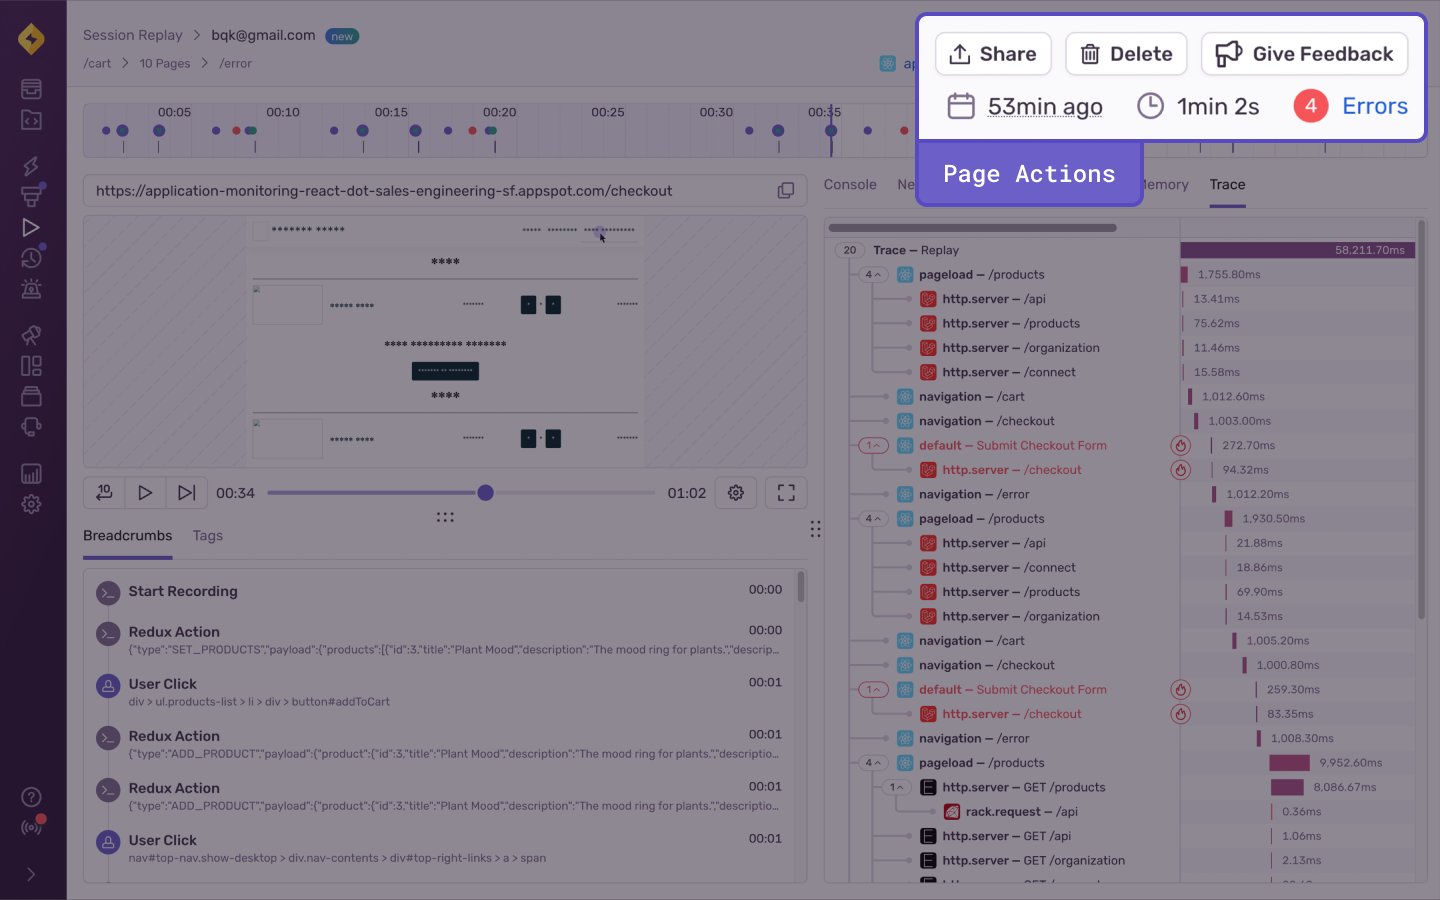 Session Replay > bqk@gmail.com new
/cart > 10 Pages > /error
Share Delete Give Feedback
53min ago 1min 2s 4 Errors
Page Actions
00:05 00:10 00:15 00:20 00:25 00:30 00:35
https://application-monitoring-react-dot-sales-engineering-sf.appspot.com/checkout
Console
Trace
******* *****
****
***** ****
**** ********* *******
****
***** ****
10 00:34 01:02
Breadcrumbs Tags
Start Recording 00:00
Redux Action 00:00
{"type":"SET_PRODUCTS","payload":{"products":[{"id":3,"title":"Plant Mood","description":"The mood ring for plants.","descrip...
User Click 00:01
div > ul.products-list > li > div > button#addToCart
Redux Action 00:01
{"type":"ADD_PRODUCT","payload":{"product":{"id":3,"title":"Plant Mood","description":"The mood ring for plants.","descriptio...
Redux Action 00:01
{"type":"ADD_PRODUCT","payload":{"product":{"id":3,"title":"Plant Mood","description":"The mood ring for plants.","descriptio...
User Click 00:01
nav#top-nav.show-desktop > div.nav-contents > div#top-right-links > a > span
20 Trace — Replay 58,211.70ms
4 pageload — /products 1,755.80ms
http.server — /api 13.41ms
http.server — /products 75.62ms
http.server — /organization 11.46ms
http.server — /connect 15.58ms
navigation — /cart 1,012.60ms
navigation — /checkout 1,003.00ms
1 default — Submit Checkout Form 272.70ms
http.server — /checkout 94.32ms
navigation — /error 1,012.20ms
4 pageload — /products 1,930.50ms
http.server — /api 21.88ms
http.server — /connect 18.86ms
http.server — /products 69.90ms
http.server — /organization 14.53ms
navigation — /cart 1,005.20ms
navigation — /checkout 1,000.80ms
1 default — Submit Checkout Form 259.30ms
http.server — /checkout 83.35ms
navigation — /error 1,008.30ms
4 pageload — /products 9,952.60ms
1 http.server — GET /products 8,086.67ms
rack.request — /api 0.36ms
http.server — GET /api 1.06ms
http.server — GET /organization 2.13ms